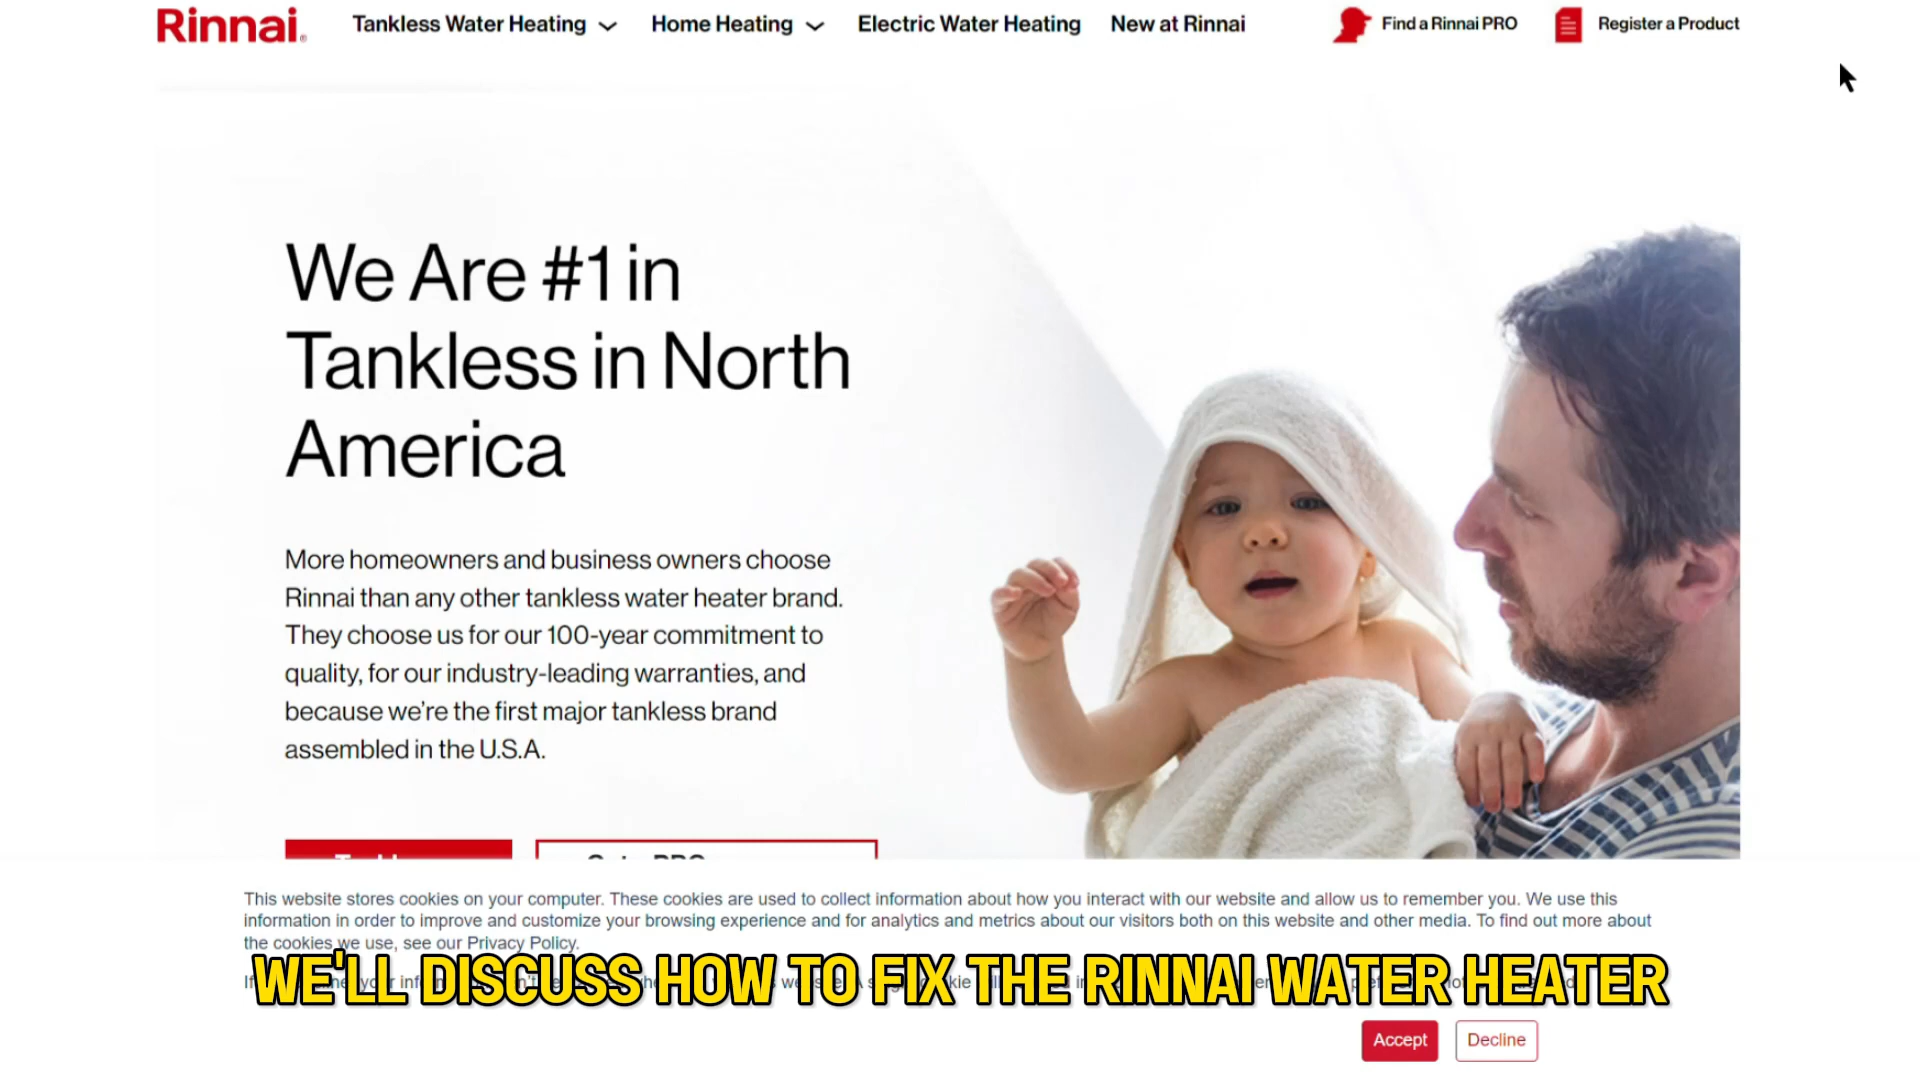 Rinnai
Tankless Water Heating
Home Heating
Electric Water Heating
New at Rinnai
Find a Rinnai PRO
Register a Product
We Are #1 in
Tankless in North
America
More homeowners and business owners choose
Rinnai than any other tankless water heater brand.
They choose us for our 100-year commitment to
quality, for our industry-leading warranties, and
because we're the first major tankless brand
assembled in the U.S.A.
This website stores cookies on your computer. These cookies are used to collect information about how you interact with our website and allow us to remember you. We use this
information in order to improve and customize your browsing experience and for analytics and metrics about our visitors both on this website and other media. To find out more about
the cookies we use, see our Privacy Policy.
WE'LL DISCUSS HOW TO FIX THE RINNAI WATER HEATER
Accept
Decline